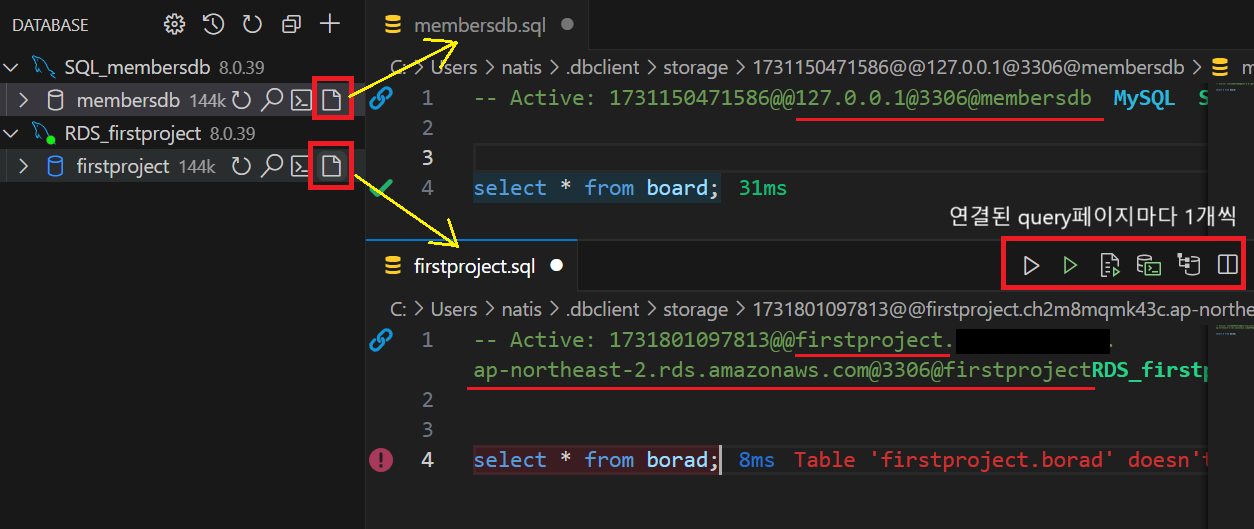 DATABASE
SQL_membersdb 8.0.39
membersdb 144k
RDS_firstproject 8.0.39
firstproject 144k
membersdb.sql
C: > Users > natis > .dbclient > storage > 1731150471586@@127.0.0.1@3306@membersdb > m
1 -- Active: 1731150471586@@127.0.0.1@3306@membersdb MySQL S
2
3
4 select * from board; 31ms
연결된 query페이지마다 1개씩
firstproject.sql
C: > Users > natis > .dbclient > storage > 1731801097813@@firstproject.ch2m8mqmk43c.ap-northe
1 -- Active: 1731801097813@@firstproject. .
ap-northeast-2.rds.amazonaws.com@3306@firstprojectRDS_firstp
2
3
4 select * from borad; 8ms Table 'firstproject.borad' doesn't